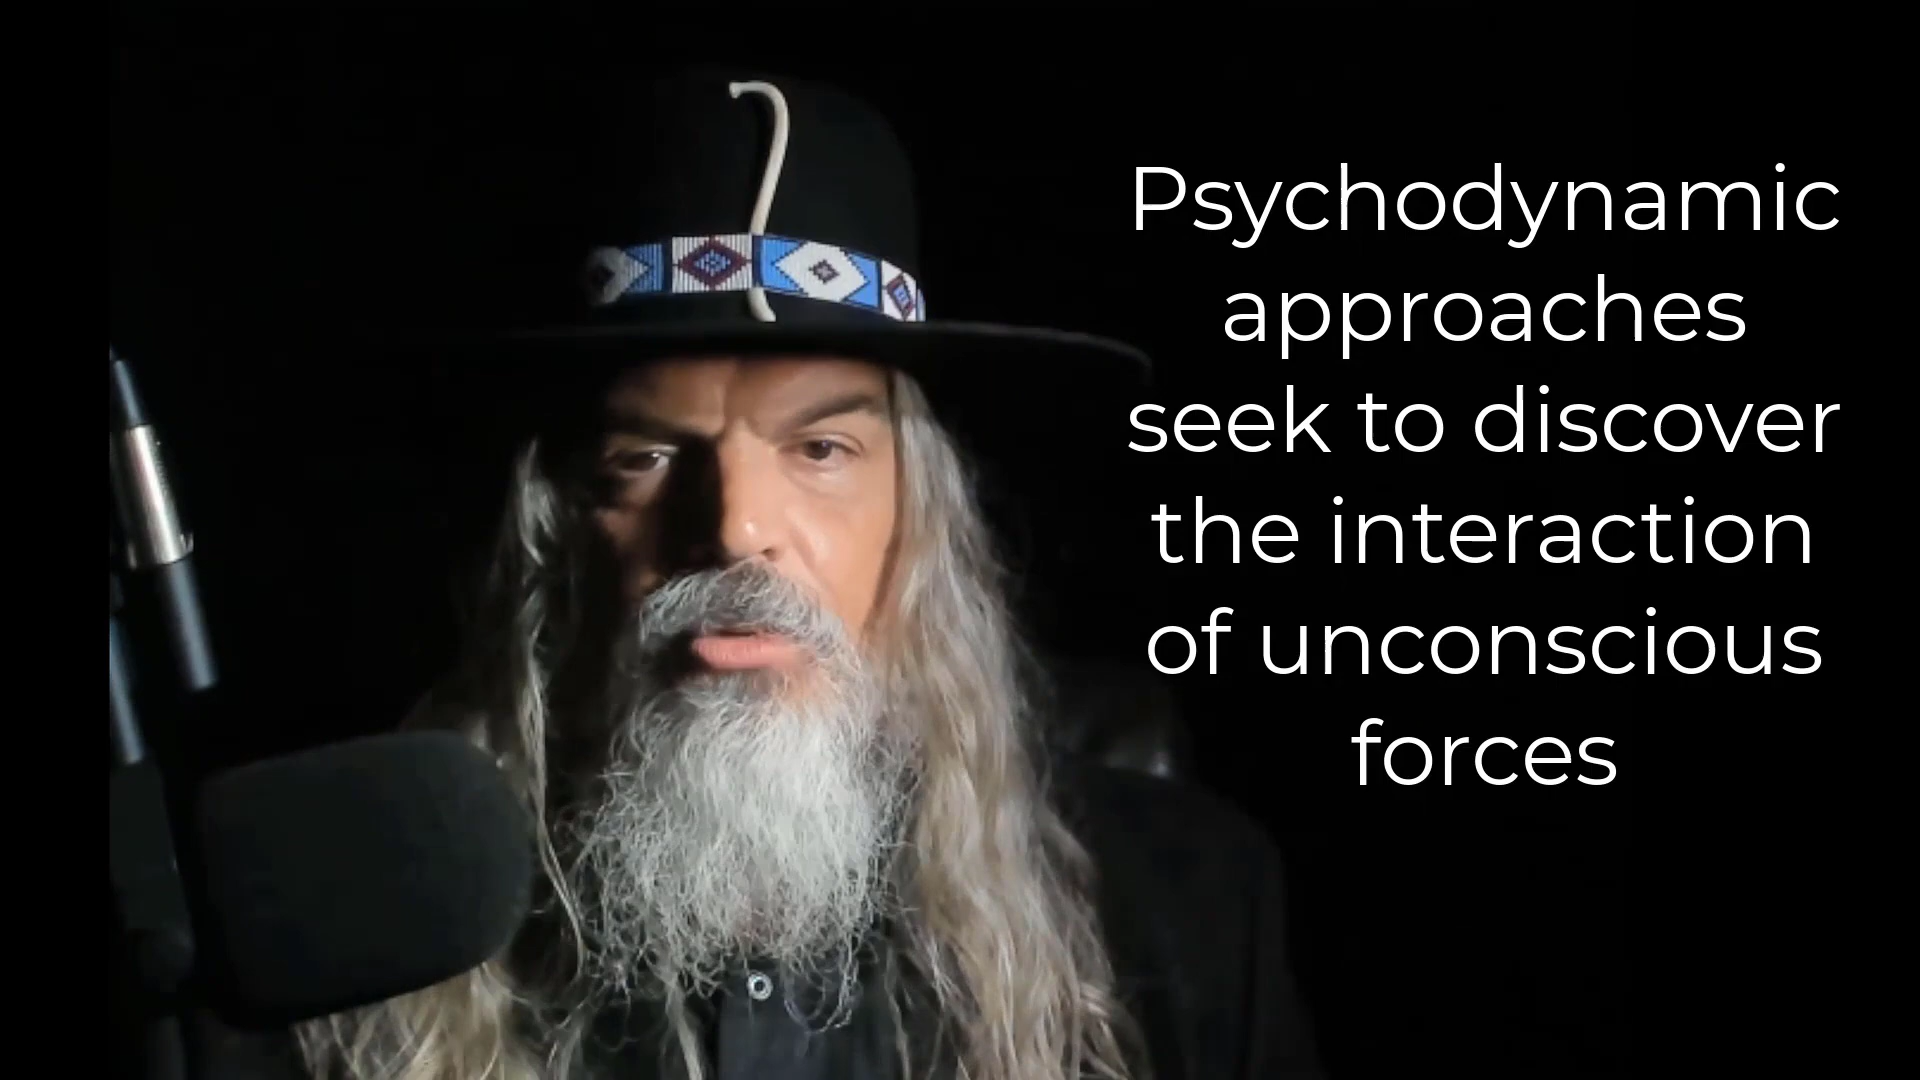 Psychodynamic
approaches
seek to discover
the interaction
of unconscious
forces